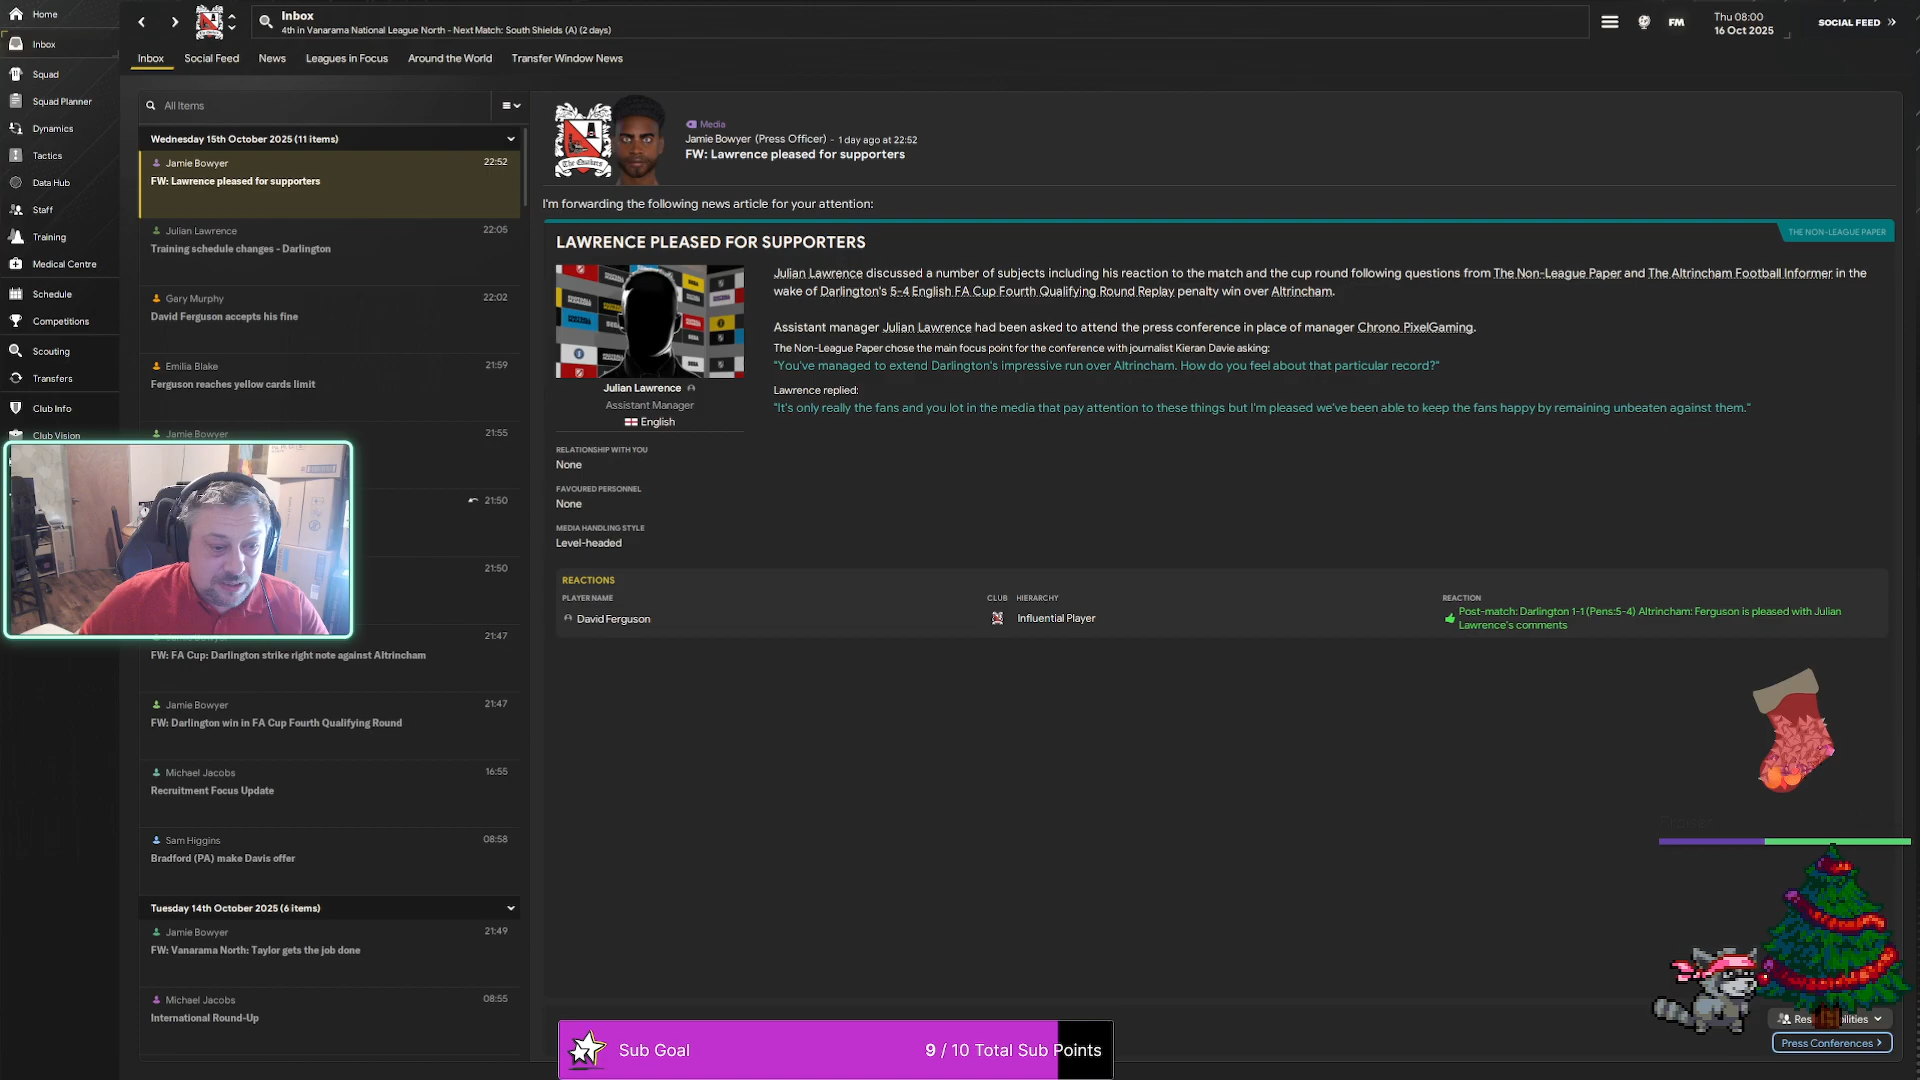 Home
Inbox
Squad
Squad Planner
Dynamics
Tactics
Data Hub
Staff
Training
Medical Centre
Schedule
Competitions
Scouting
Transfers
Club Info
Club Vision
Inbox
4th in Vanarama National League North - Next Match: South Shields (A) (2 days)
FM
Thu 08:00
16 Oct 2025
SOCIAL FEED
Inbox Social Feed News Leagues in Focus Around the World Transfer Window News
All Items
Wednesday 15th October 2025 (11 items)
Jamie Bowyer 22:52
FW: Lawrence pleased for supporters
Julian Lawrence 22:05
Training schedule changes - Darlington
Gary Murphy 22:02
David Ferguson accepts his fine
Emilia Blake 21:59
Ferguson reaches yellow cards limit
Jamie Bowyer 21:55
21:50
21:50
21:47
FW: FA Cup: Darlington strike right note against Altrincham
Jamie Bowyer 21:47
FW: Darlington win in FA Cup Fourth Qualifying Round
Michael Jacobs 16:55
Recruitment Focus Update
Sam Higgins 08:58
Bradford (PA) make Davis offer
Tuesday 14th October 2025 (6 items)
Jamie Bowyer 21:49
FW: Vanarama North: Taylor gets the job done
Michael Jacobs 08:55
International Round-Up
The Quakers
Media
Jamie Bowyer (Press Officer) - 1 day ago at 22:52
FW: Lawrence pleased for supporters
I'm forwarding the following news article for your attention:
THE NON-LEAGUE PAPER
LAWRENCE PLEASED FOR SUPPORTERS
Julian Lawrence discussed a number of subjects including his reaction to the match and the cup round following questions from The Non-League Paper and The Altrincham Football Informer in the
wake of Darlington's 5-4 English FA Cup Fourth Qualifying Round Replay penalty win over Altrincham.
Assistant manager Julian Lawrence had been asked to attend the press conference in place of manager Chrono PixelGaming.
The Non-League Paper chose the main focus point for the conference with journalist Kieran Davie asking:
"You've managed to extend Darlington's impressive run over Altrincham. How do you feel about that particular record?"
Lawrence replied:
"It's only really the fans and you lot in the media that pay attention to these things but I'm pleased we've been able to keep the fans happy by remaining unbeaten against them."
Julian Lawrence
Assistant Manager
English
RELATIONSHIP WITH YOU
None
FAVOURED PERSONNEL
None
MEDIA HANDLING STYLE
Level-headed
REACTIONS
PLAYER NAME CLUB HIERARCHY REACTION
David Ferguson Influential Player Post-match: Darlington 1-1 (Pens:5-4) Altrincham: Ferguson is pleased with Julian
Lawrence's comments
Press Conferences
Sub Goal 9 / 10 Total Sub Points